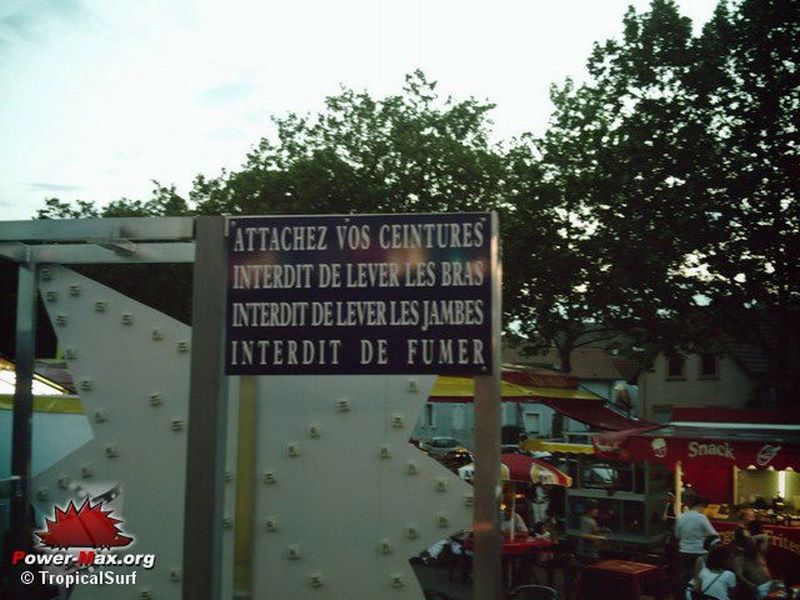 ATTACHEZ VOS CEINTURES
INTERDIT DE LEVER LES BRAS
INTERDIT DE LEVER LES JAMBES
INTERDIT DE FUMER
Snack
Frites
Power-Max.org
© TropicalSurf